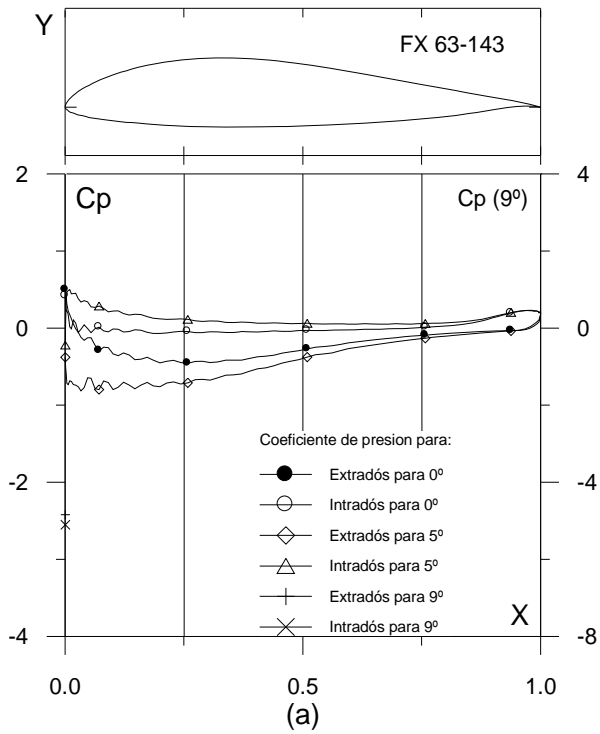 Y
FX 63-143
2
4
Cp
Cp (9º)
0
0
Coeficiente de presion para:
Extradós para 0º
Intradós para 0º
Extradós para 5º
-2
-4
Intradós para 5º
Extradós para 9º
Intradós para 9º
X
-4
-8
0.0
0.5
1.0
(a)